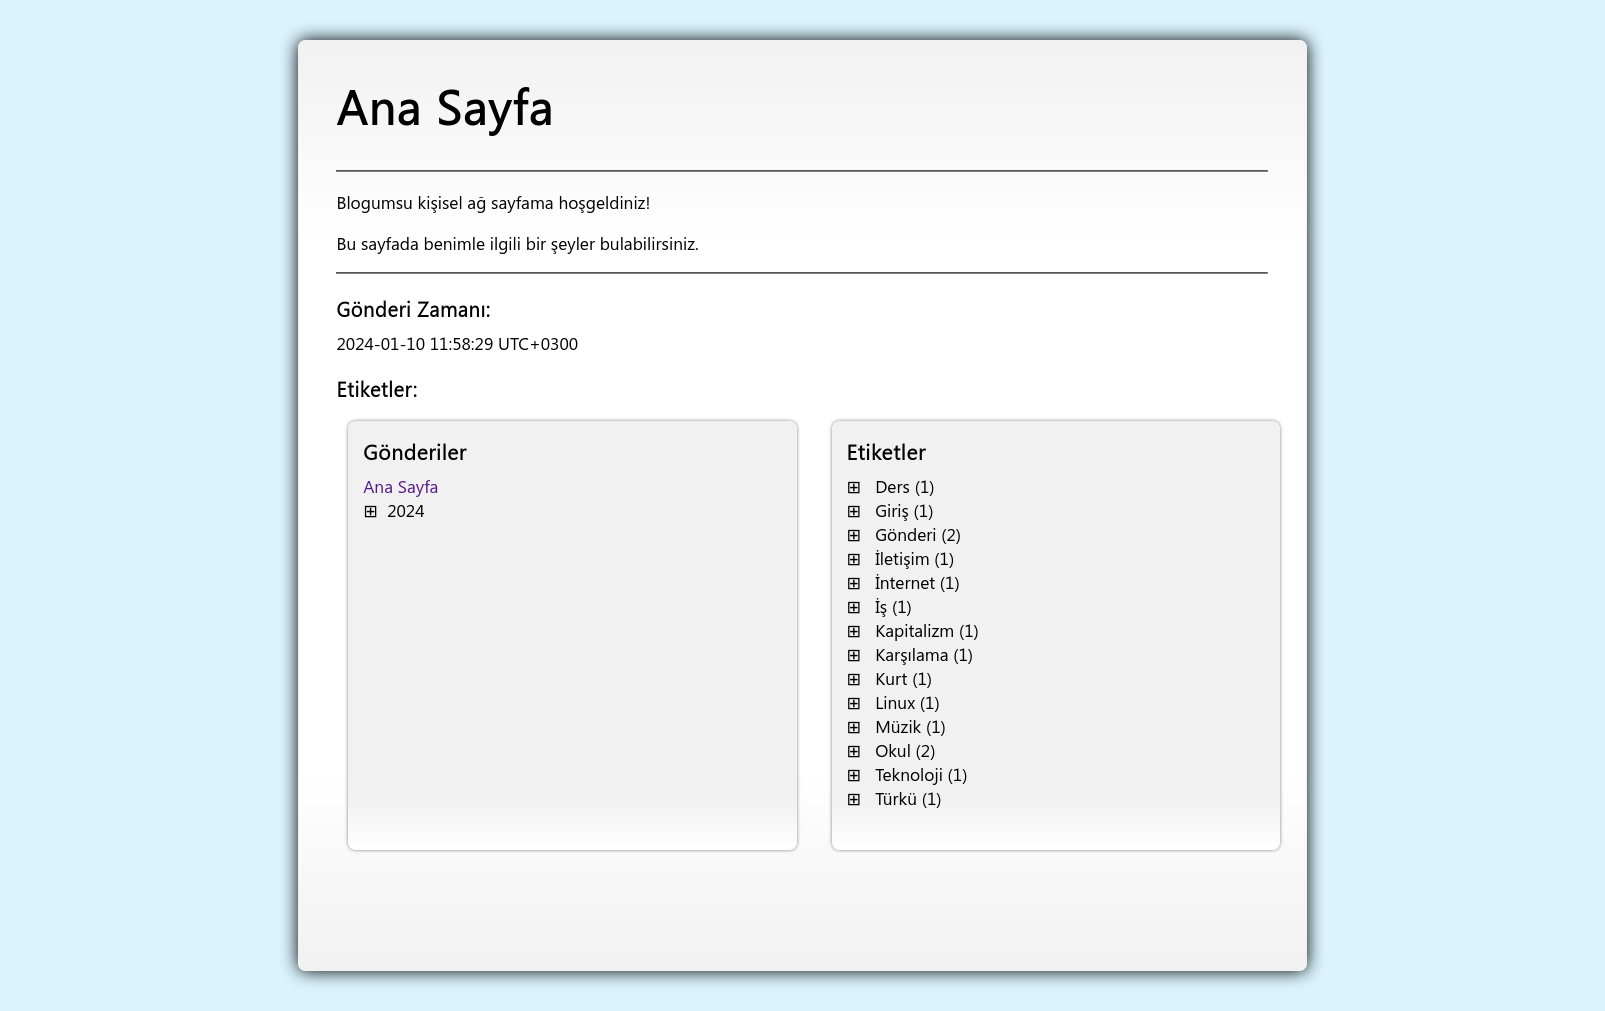 Ana Sayfa
Blogumsu kişisel ağ sayfama hoşgeldiniz!
Bu sayfada benimle ilgili bir şeyler bulabilirsiniz.
Gönderi Zamanı:
2024-01-10 11:58:29 UTC+0300
Etiketler:
Gönderiler
Ana Sayfa
⊞ 2024
Etiketler
⊞ Ders (1)
⊞ Giriş (1)
⊞ Gönderi (2)
⊞ İletişim (1)
⊞ İnternet (1)
⊞ İş (1)
⊞ Kapitalizm (1)
⊞ Karşılama (1)
⊞ Kurt (1)
⊞ Linux (1)
⊞ Müzik (1)
⊞ Okul (2)
⊞ Teknoloji (1)
⊞ Türkü (1)